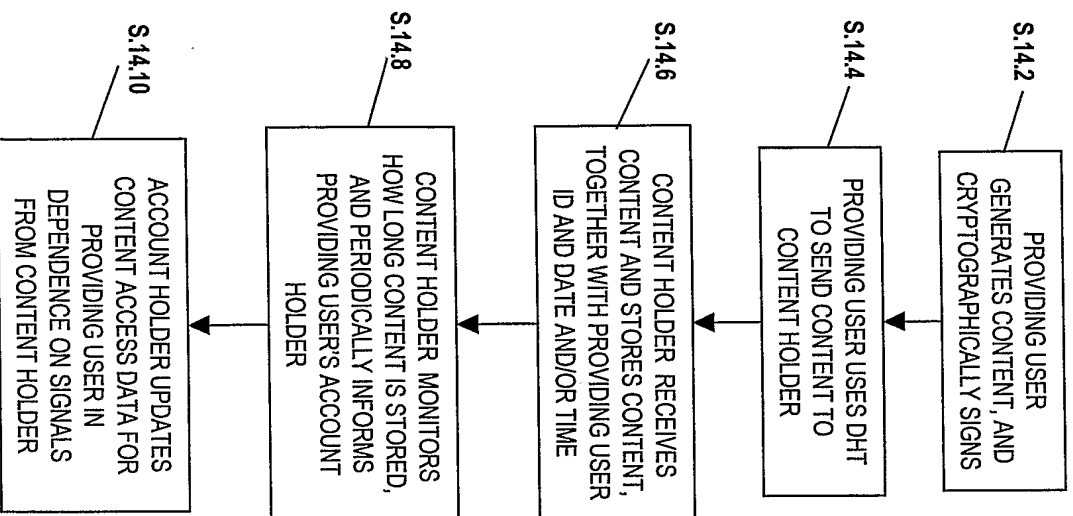 S.14.2
PROVIDING USER
GENERATES CONTENT, AND
CRYPTOGRAPHICALLY SIGNS
S.14.4
PROVIDING USER USES DHT
TO SEND CONTENT TO
CONTENT HOLDER
S.14.6
CONTENT HOLDER RECEIVES
CONTENT AND STORES CONTENT,
TOGETHER WITH PROVIDING USER
ID AND DATE AND/OR TIME
S.14.8
CONTENT HOLDER MONITORS
HOW LONG CONTENT IS STORED,
AND PERIODICALLY INFORMS
PROVIDING USER'S ACCOUNT
HOLDER
S.14.10
ACCOUNT HOLDER UPDATES
CONTENT ACCESS DATA FOR
PROVIDING USER IN
DEPENDENCE ON SIGNALS
FROM CONTENT HOLDER